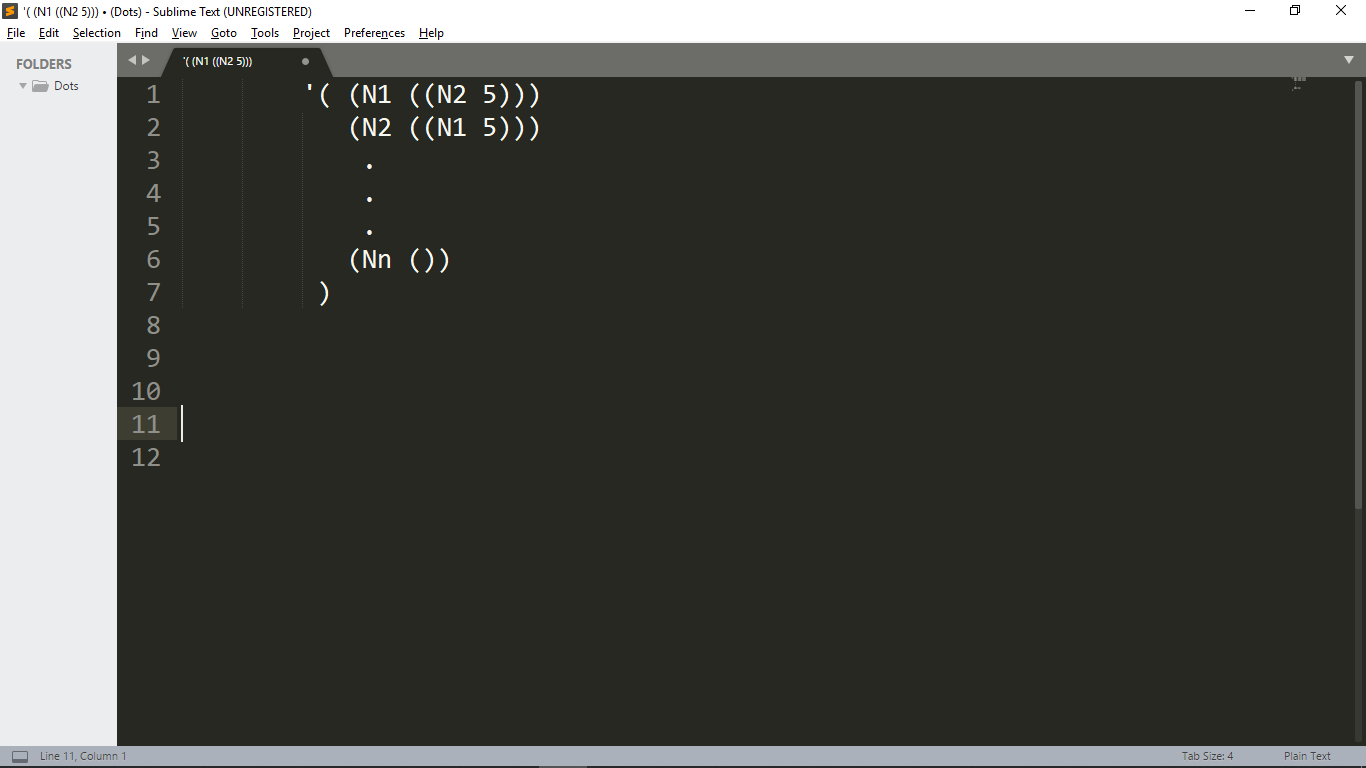 '( (N1 ((N2 5))) • (Dots) - Sublime Text (UNREGISTERED)
File Edit Selection Find View Goto Tools Project Preferences Help
FOLDERS
Dots
'( (N1 ((N2 5)))
1 '( (N1 ((N2 5)))
2 (N2 ((N1 5)))
3 .
4 .
5 .
6 (Nn ())
7 )
8
9
10
11
12
Line 11, Column 1
Tab Size: 4
Plain Text